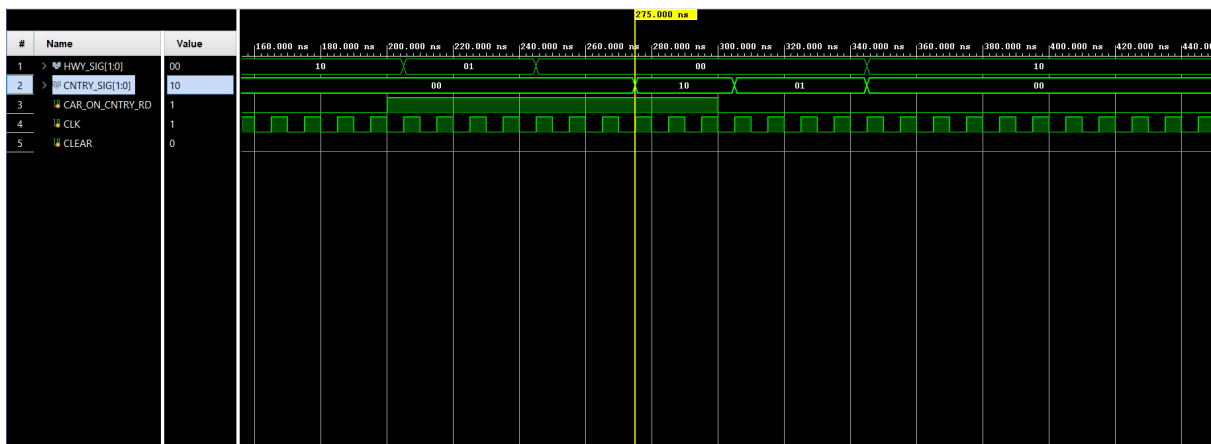 275.000 ns
# Name Value
160.000 ns 180.000 ns 200.000 ns 220.000 ns 240.000 ns 260.000 ns 280.000 ns 300.000 ns 320.000 ns 340.000 ns 360.000 ns 380.000 ns 400.000 ns 420.000 ns 440.0
1 > HWY_SIG[1:0] 00 10 01 00 10
2 > CNTRY_SIG[1:0] 10 00 10 01 00
3 CAR_ON_CNTRY_RD 1
4 CLK 1
5 CLEAR 0